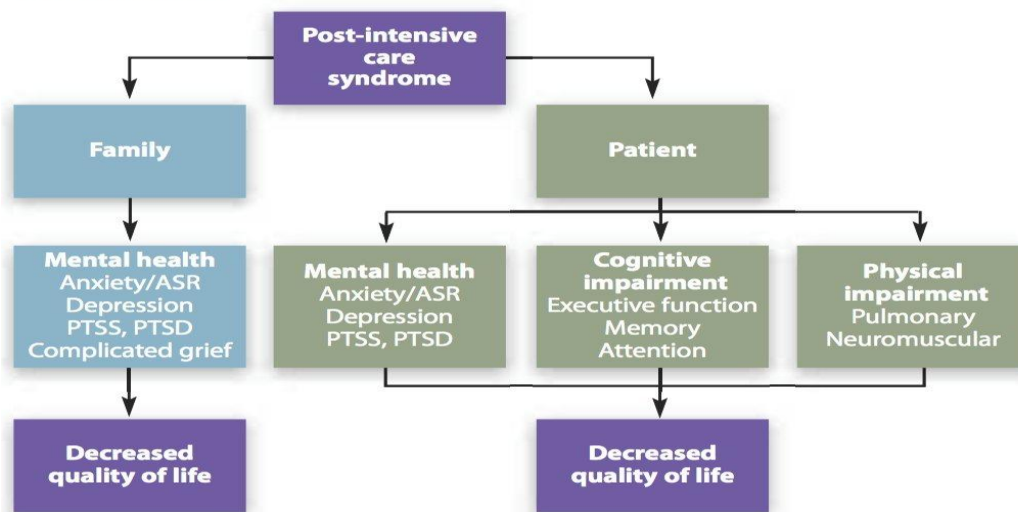 Post-intensive
care
syndrome
Family
Patient
Mental health
Anxiety/ASR
Depression
PTSS, PTSD
Complicated grief
Mental health
Anxiety/ASR
Depression
PTSS, PTSD
Cognitive
impairment
Executive function
Memory
Attention
Physical
impairment
Pulmonary
Neuromuscular
Decreased
quality of life
Decreased
quality of life